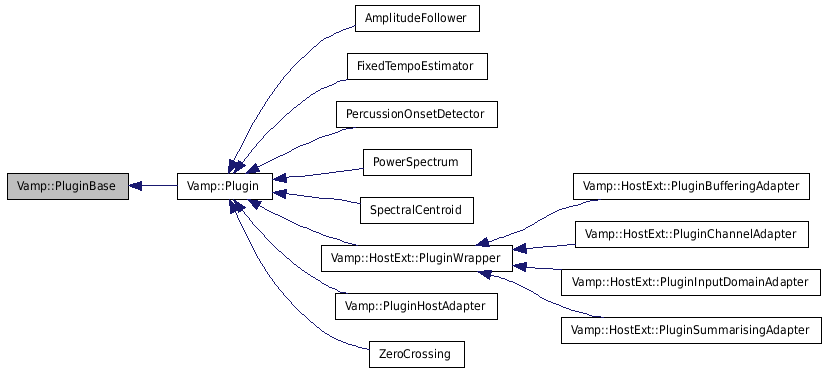 AmplitudeFollower
FixedTempoEstimator
PercussionOnsetDetector
PowerSpectrum
Vamp::PluginBase
Vamp::Plugin
Vamp::HostExt::PluginBufferingAdapter
SpectralCentroid
Vamp::HostExt::PluginChannelAdapter
Vamp::HostExt::PluginWrapper
Vamp::HostExt::PluginInputDomainAdapter
Vamp::PluginHostAdapter
Vamp::HostExt::PluginSummarisingAdapter
ZeroCrossing